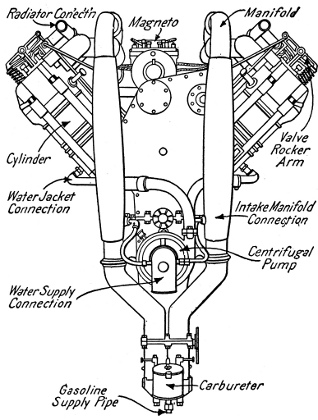 Radiator Conect'n
Magneto
Manifold
Cylinder
Valve
Rocker
Arm
Water Jacket
Connection
Intake Manifold
Connection
Centrifugal
Pump
Water Supply
Connection
Gasoline
Supply Pipe
Carbureter